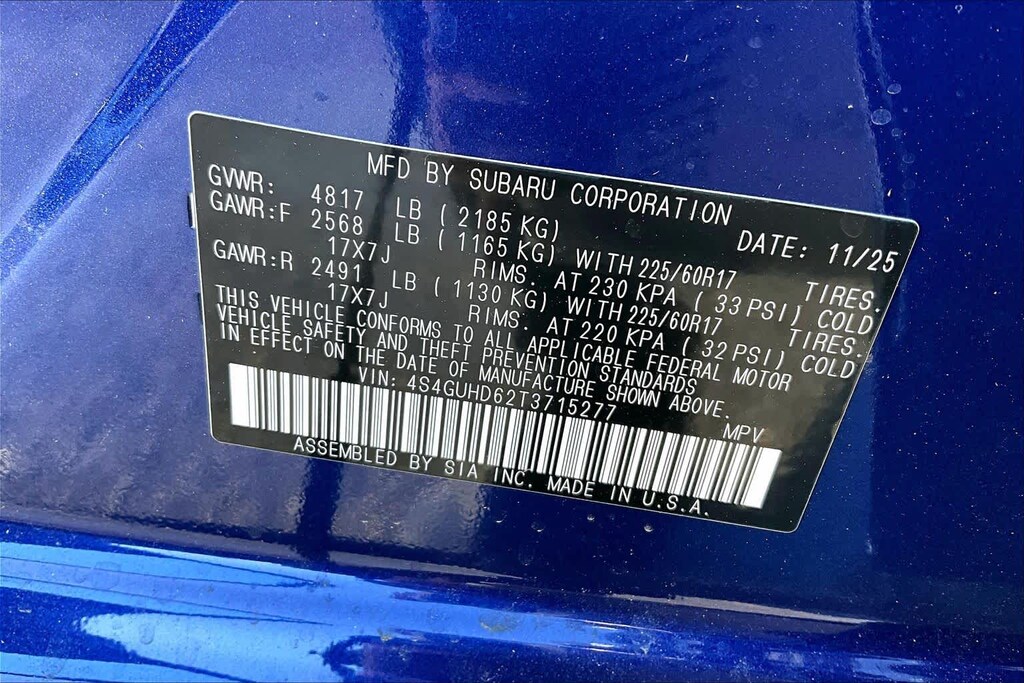 MFD BY SUBARU CORPORATION
DATE: 11/25
GVWR: 4817 LB ( 2185 KG)
GAWR:F 2568 LB ( 1165 KG) WITH 225/60R17 TIRES.
17X7J RIMS. AT 230 KPA ( 33 PSI) COLD
GAWR:R 2491 LB ( 1130 KG) WITH 225/60R17 TIRES.
17X7J RIMS. AT 220 KPA ( 32 PSI) COLD
THIS VEHICLE CONFORMS TO ALL APPLICABLE FEDERAL MOTOR
VEHICLE SAFETY AND THEFT PREVENTION STANDARDS
IN EFFECT ON THE DATE OF MANUFACTURE SHOWN ABOVE.
VIN: 4S4GUHD62T3715277 MPV
ASSEMBLED BY SIA INC. MADE IN U.S.A.